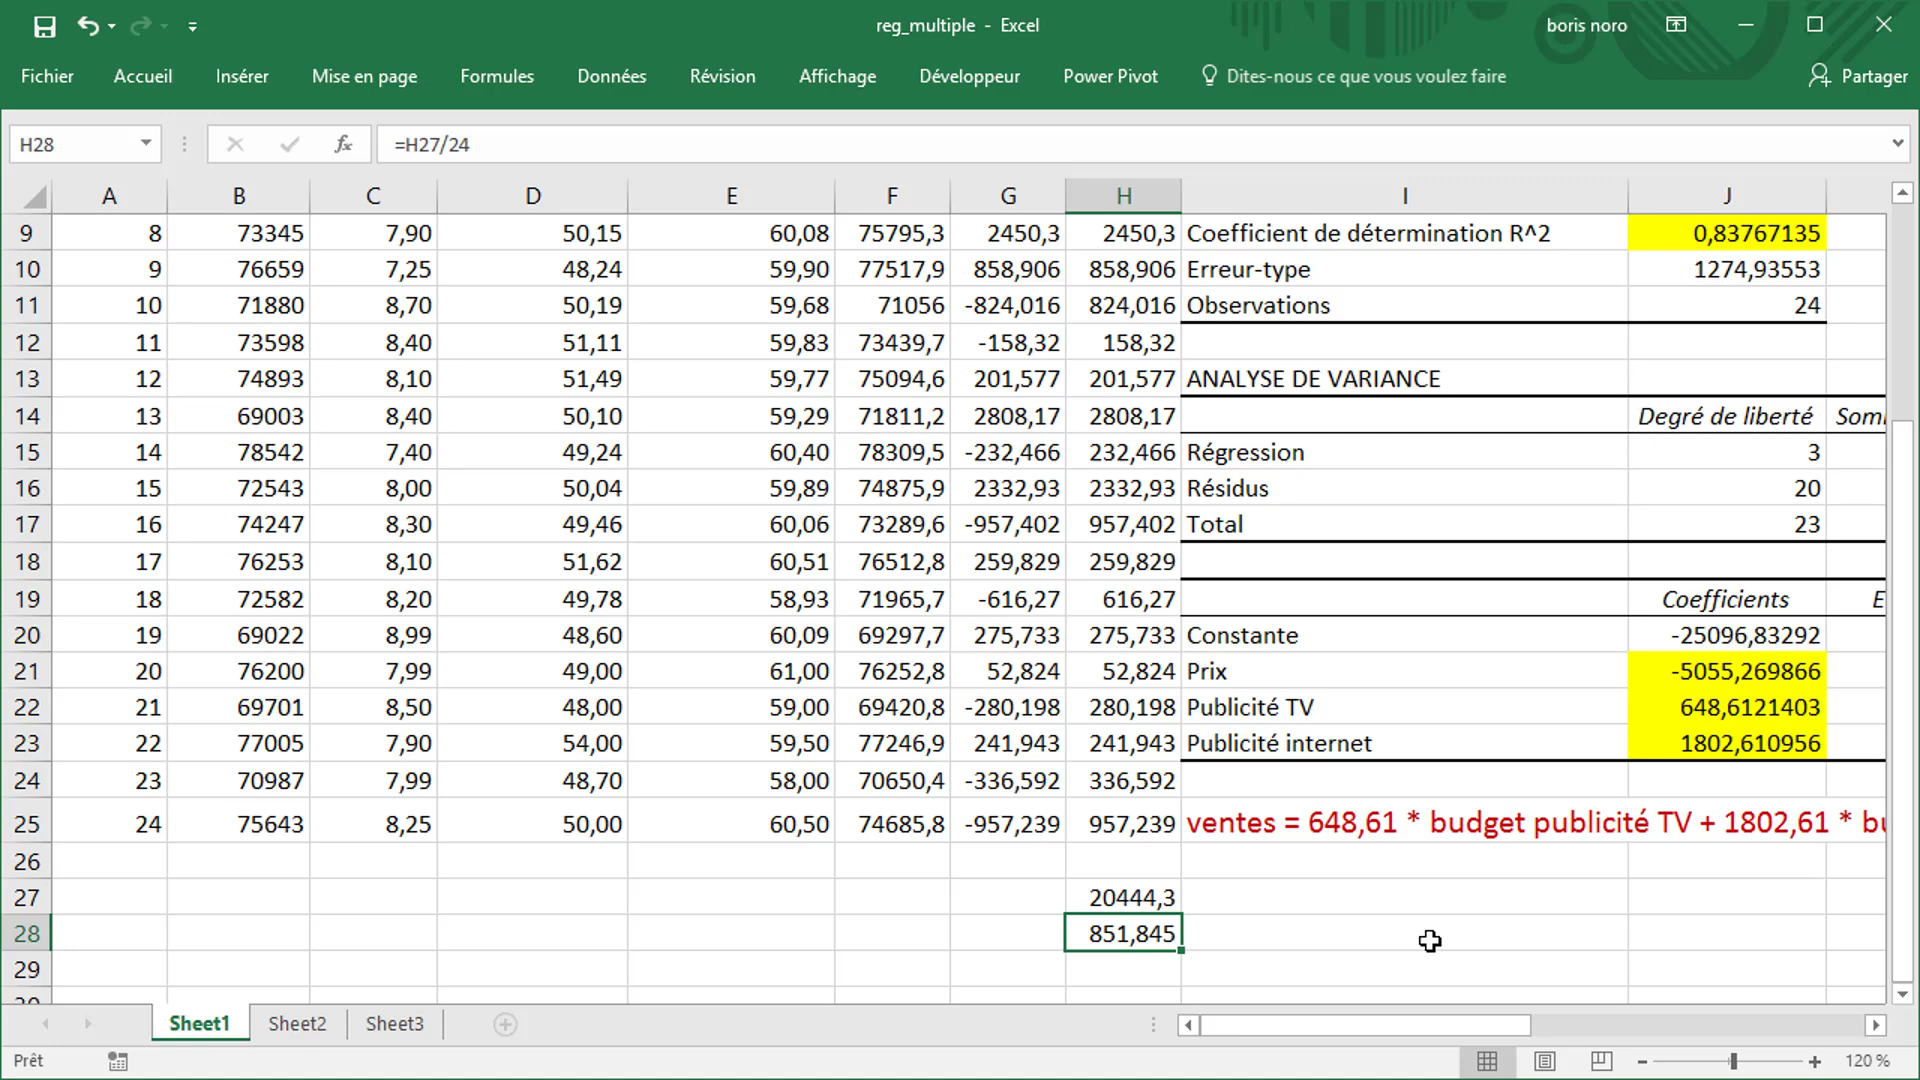 reg_multiple - Excel
boris noro
Fichier Accueil Insérer Mise en page Formules Données Révision Affichage Développeur Power Pivot Dites-nous ce que vous voulez faire Partager
H28 fx =H27/24
A B C D E F G H I J
9 8 73345 7,90 50,15 60,08 75795,3 2450,3 2450,3 Coefficient de détermination R^2 0,83767135
10 9 76659 7,25 48,24 59,90 77517,9 858,906 858,906 Erreur-type 1274,93553
11 10 71880 8,70 50,19 59,68 71056 -824,016 824,016 Observations 24
12 11 73598 8,40 51,11 59,83 73439,7 -158,32 158,32
13 12 74893 8,10 51,49 59,77 75094,6 201,577 201,577 ANALYSE DE VARIANCE
14 13 69003 8,40 50,10 59,29 71811,2 2808,17 2808,17 Degré de liberté Som
15 14 78542 7,40 49,24 60,40 78309,5 -232,466 232,466 Régression 3
16 15 72543 8,00 50,04 59,89 74875,9 2332,93 2332,93 Résidus 20
17 16 74247 8,30 49,46 60,06 73289,6 -957,402 957,402 Total 23
18 17 76253 8,10 51,62 60,51 76512,8 259,829 259,829
19 18 72582 8,20 49,78 58,93 71965,7 -616,27 616,27 Coefficients E
20 19 69022 8,99 48,60 60,09 69297,7 275,733 275,733 Constante -25096,83292
21 20 76200 7,99 49,00 61,00 76252,8 52,824 52,824 Prix -5055,269866
22 21 69701 8,50 48,00 59,00 69420,8 -280,198 280,198 Publicité TV 648,6121403
23 22 77005 7,90 54,00 59,50 77246,9 241,943 241,943 Publicité internet 1802,610956
24 23 70987 7,99 48,70 58,00 70650,4 -336,592 336,592
25 24 75643 8,25 50,00 60,50 74685,8 -957,239 957,239 ventes = 648,61 * budget publicité TV + 1802,61 * bu
26
27 20444,3
28 851,845
29
Sheet1 Sheet2 Sheet3
Prêt 120 %